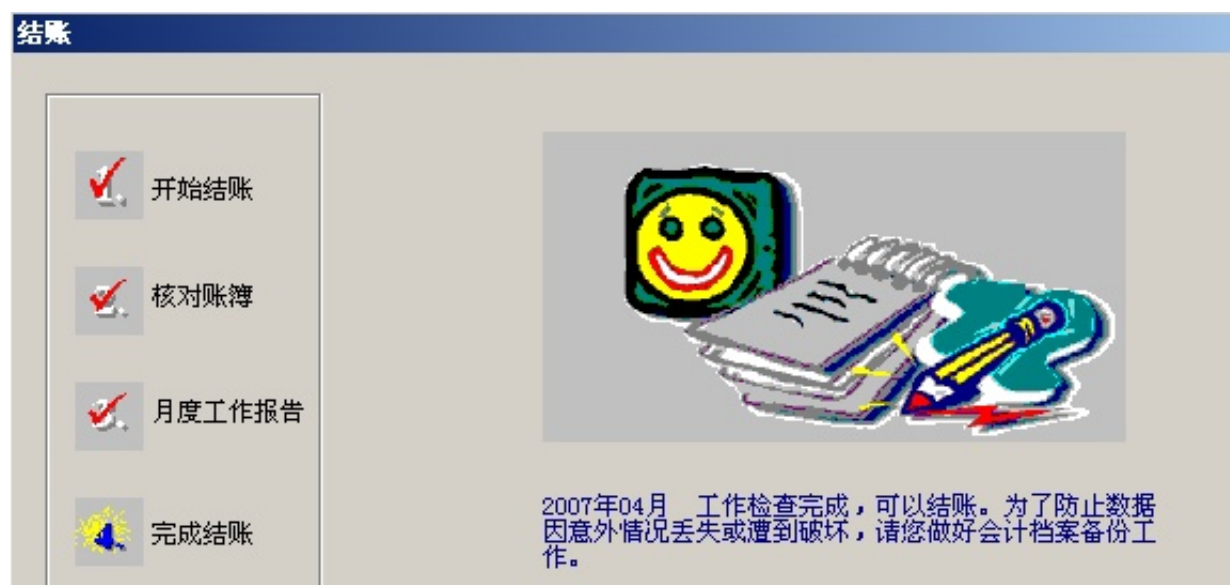 结账
开始结账
核对账簿
月度工作报告
完成结账
2007年04月 工作检查完成，可以结账。为了防止数据
因意外情况丢失或遭到破坏，请您做好会计档案备份工
作。